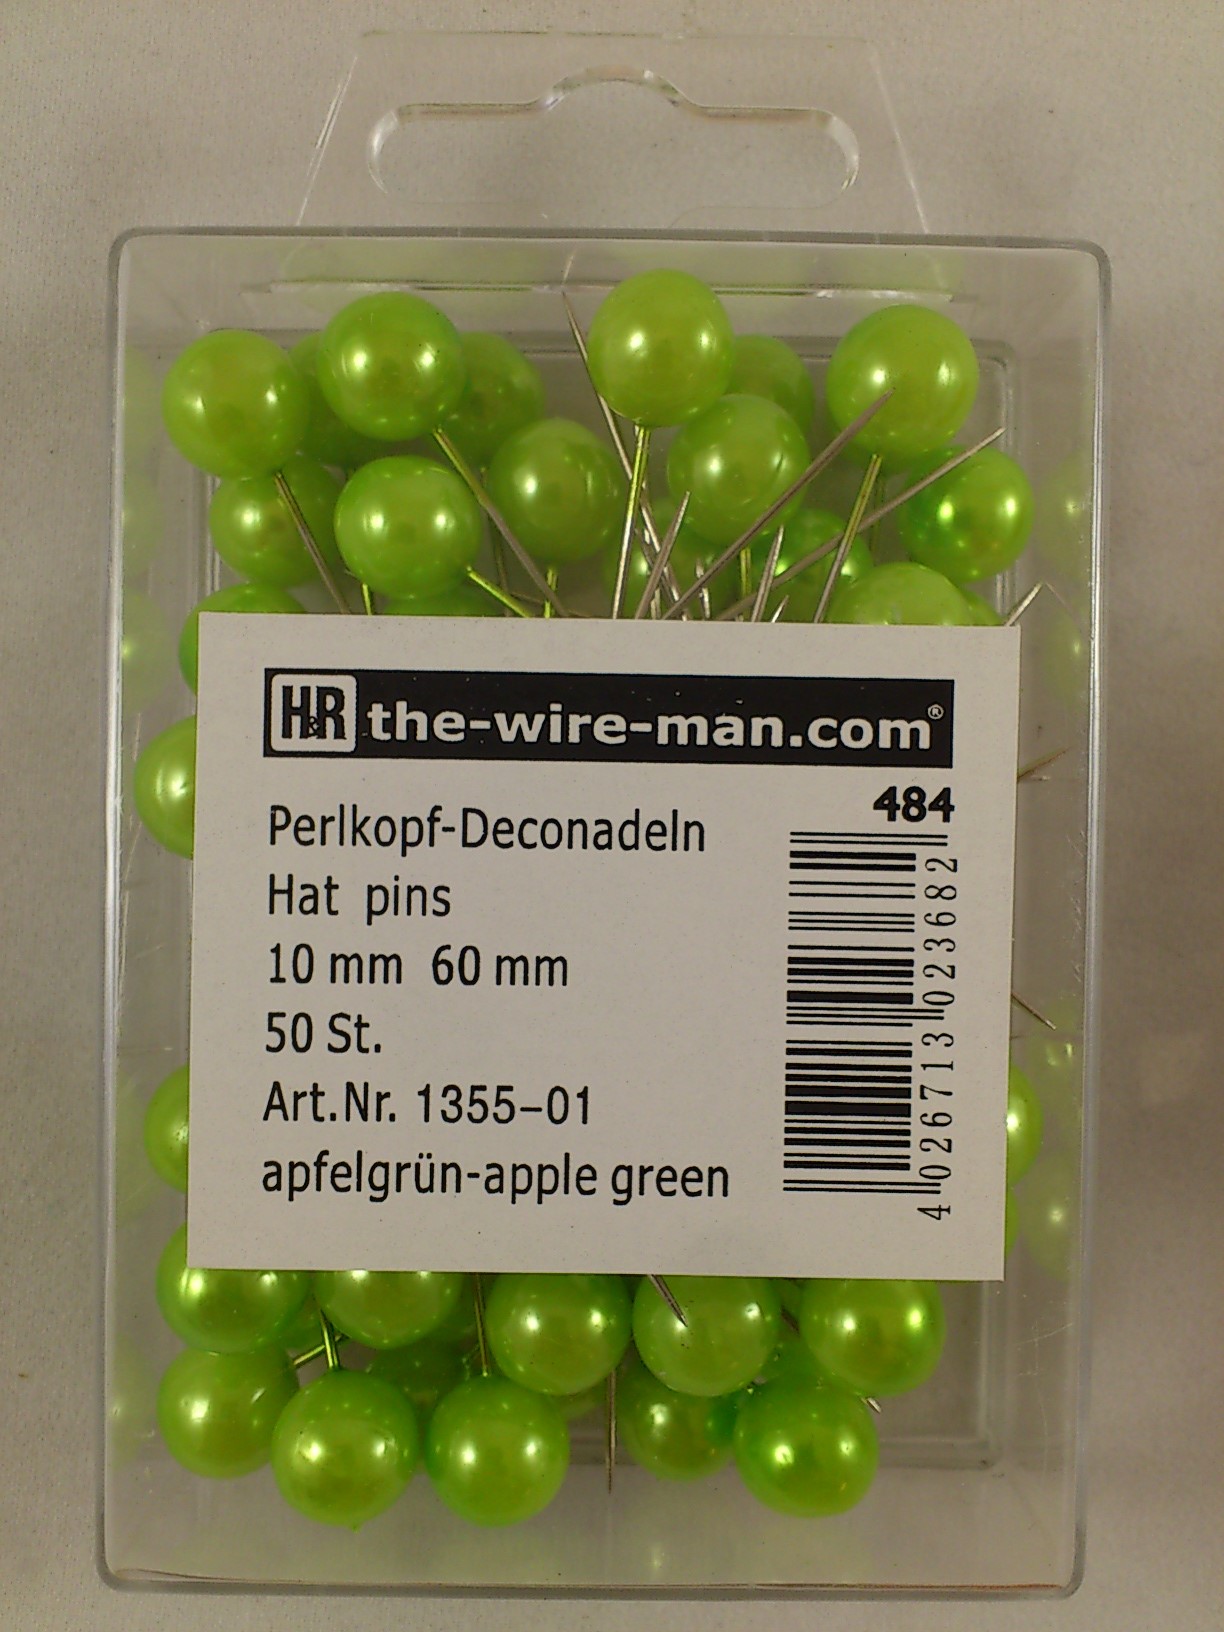 H&R the-wire-man.com®
484
Perlkopf-Deconadeln
Hat pins
10 mm 60 mm
50 St.
Art.Nr. 1355-01
apfelgrün-apple green
4 026713 023682